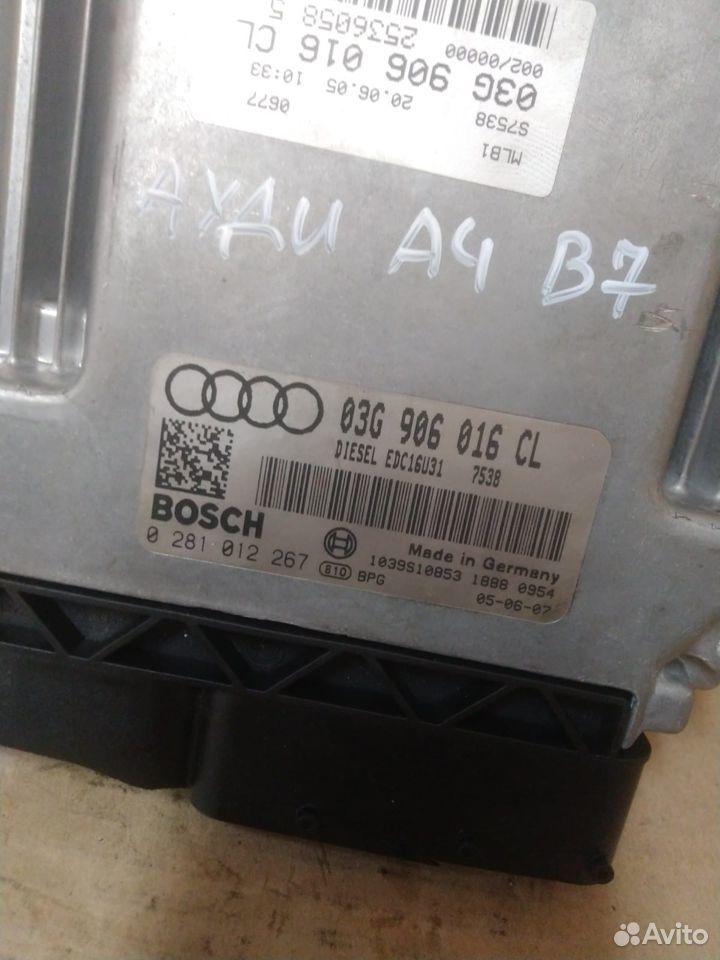 MLB1
S7538 0677
20.06.05 10:33
03G 906 016 CL
2536058 5
002/00000
АУДИ А4 В7
03G 906 016 CL
DIESEL EDC16U31 7538
BOSCH
0 281 012 267
Made in Germany
1039S10853 1888 0954
810 BPG
05-06-07
Avito